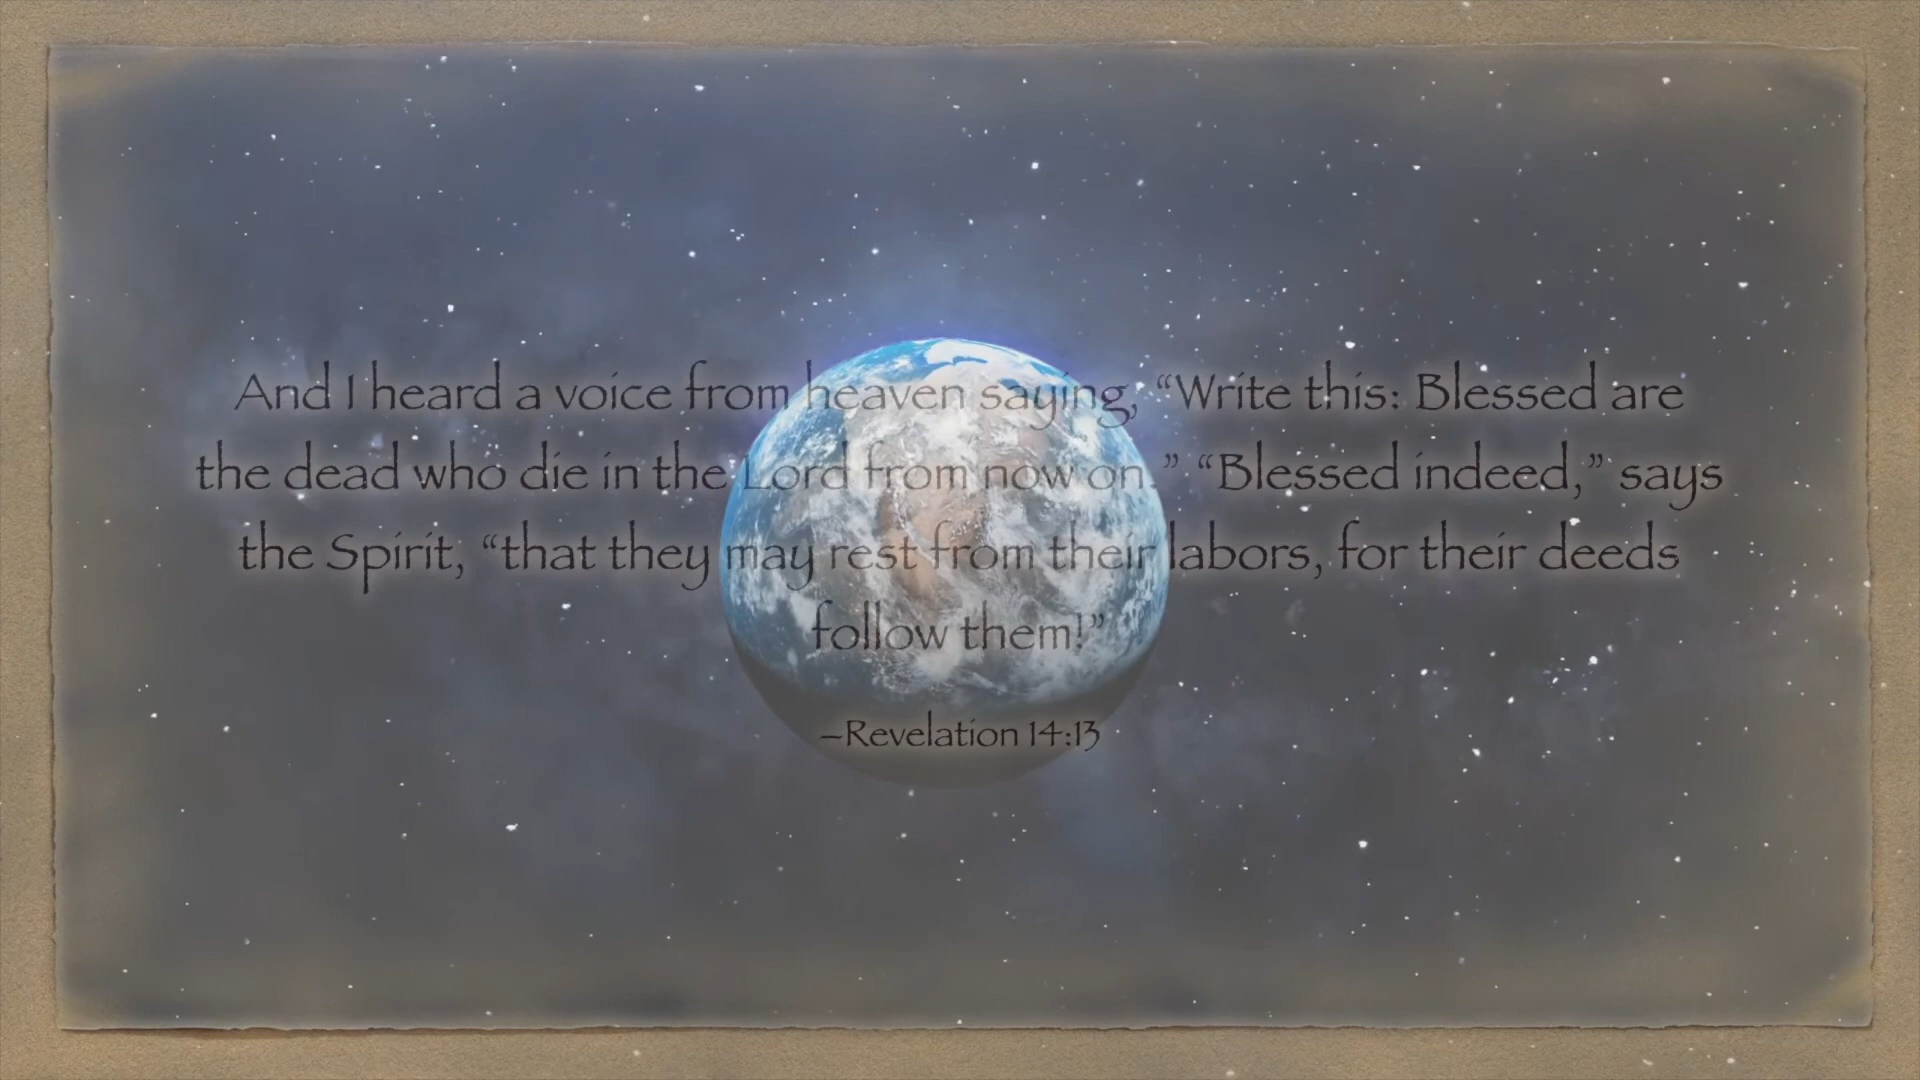 And I heard a voice from heaven saying, “Write this: Blessed are
the dead who die in the Lord from now on.” “Blessed indeed,” says
the Spirit, “that they may rest from their labors, for their deeds
follow them!”
–Revelation 14:13